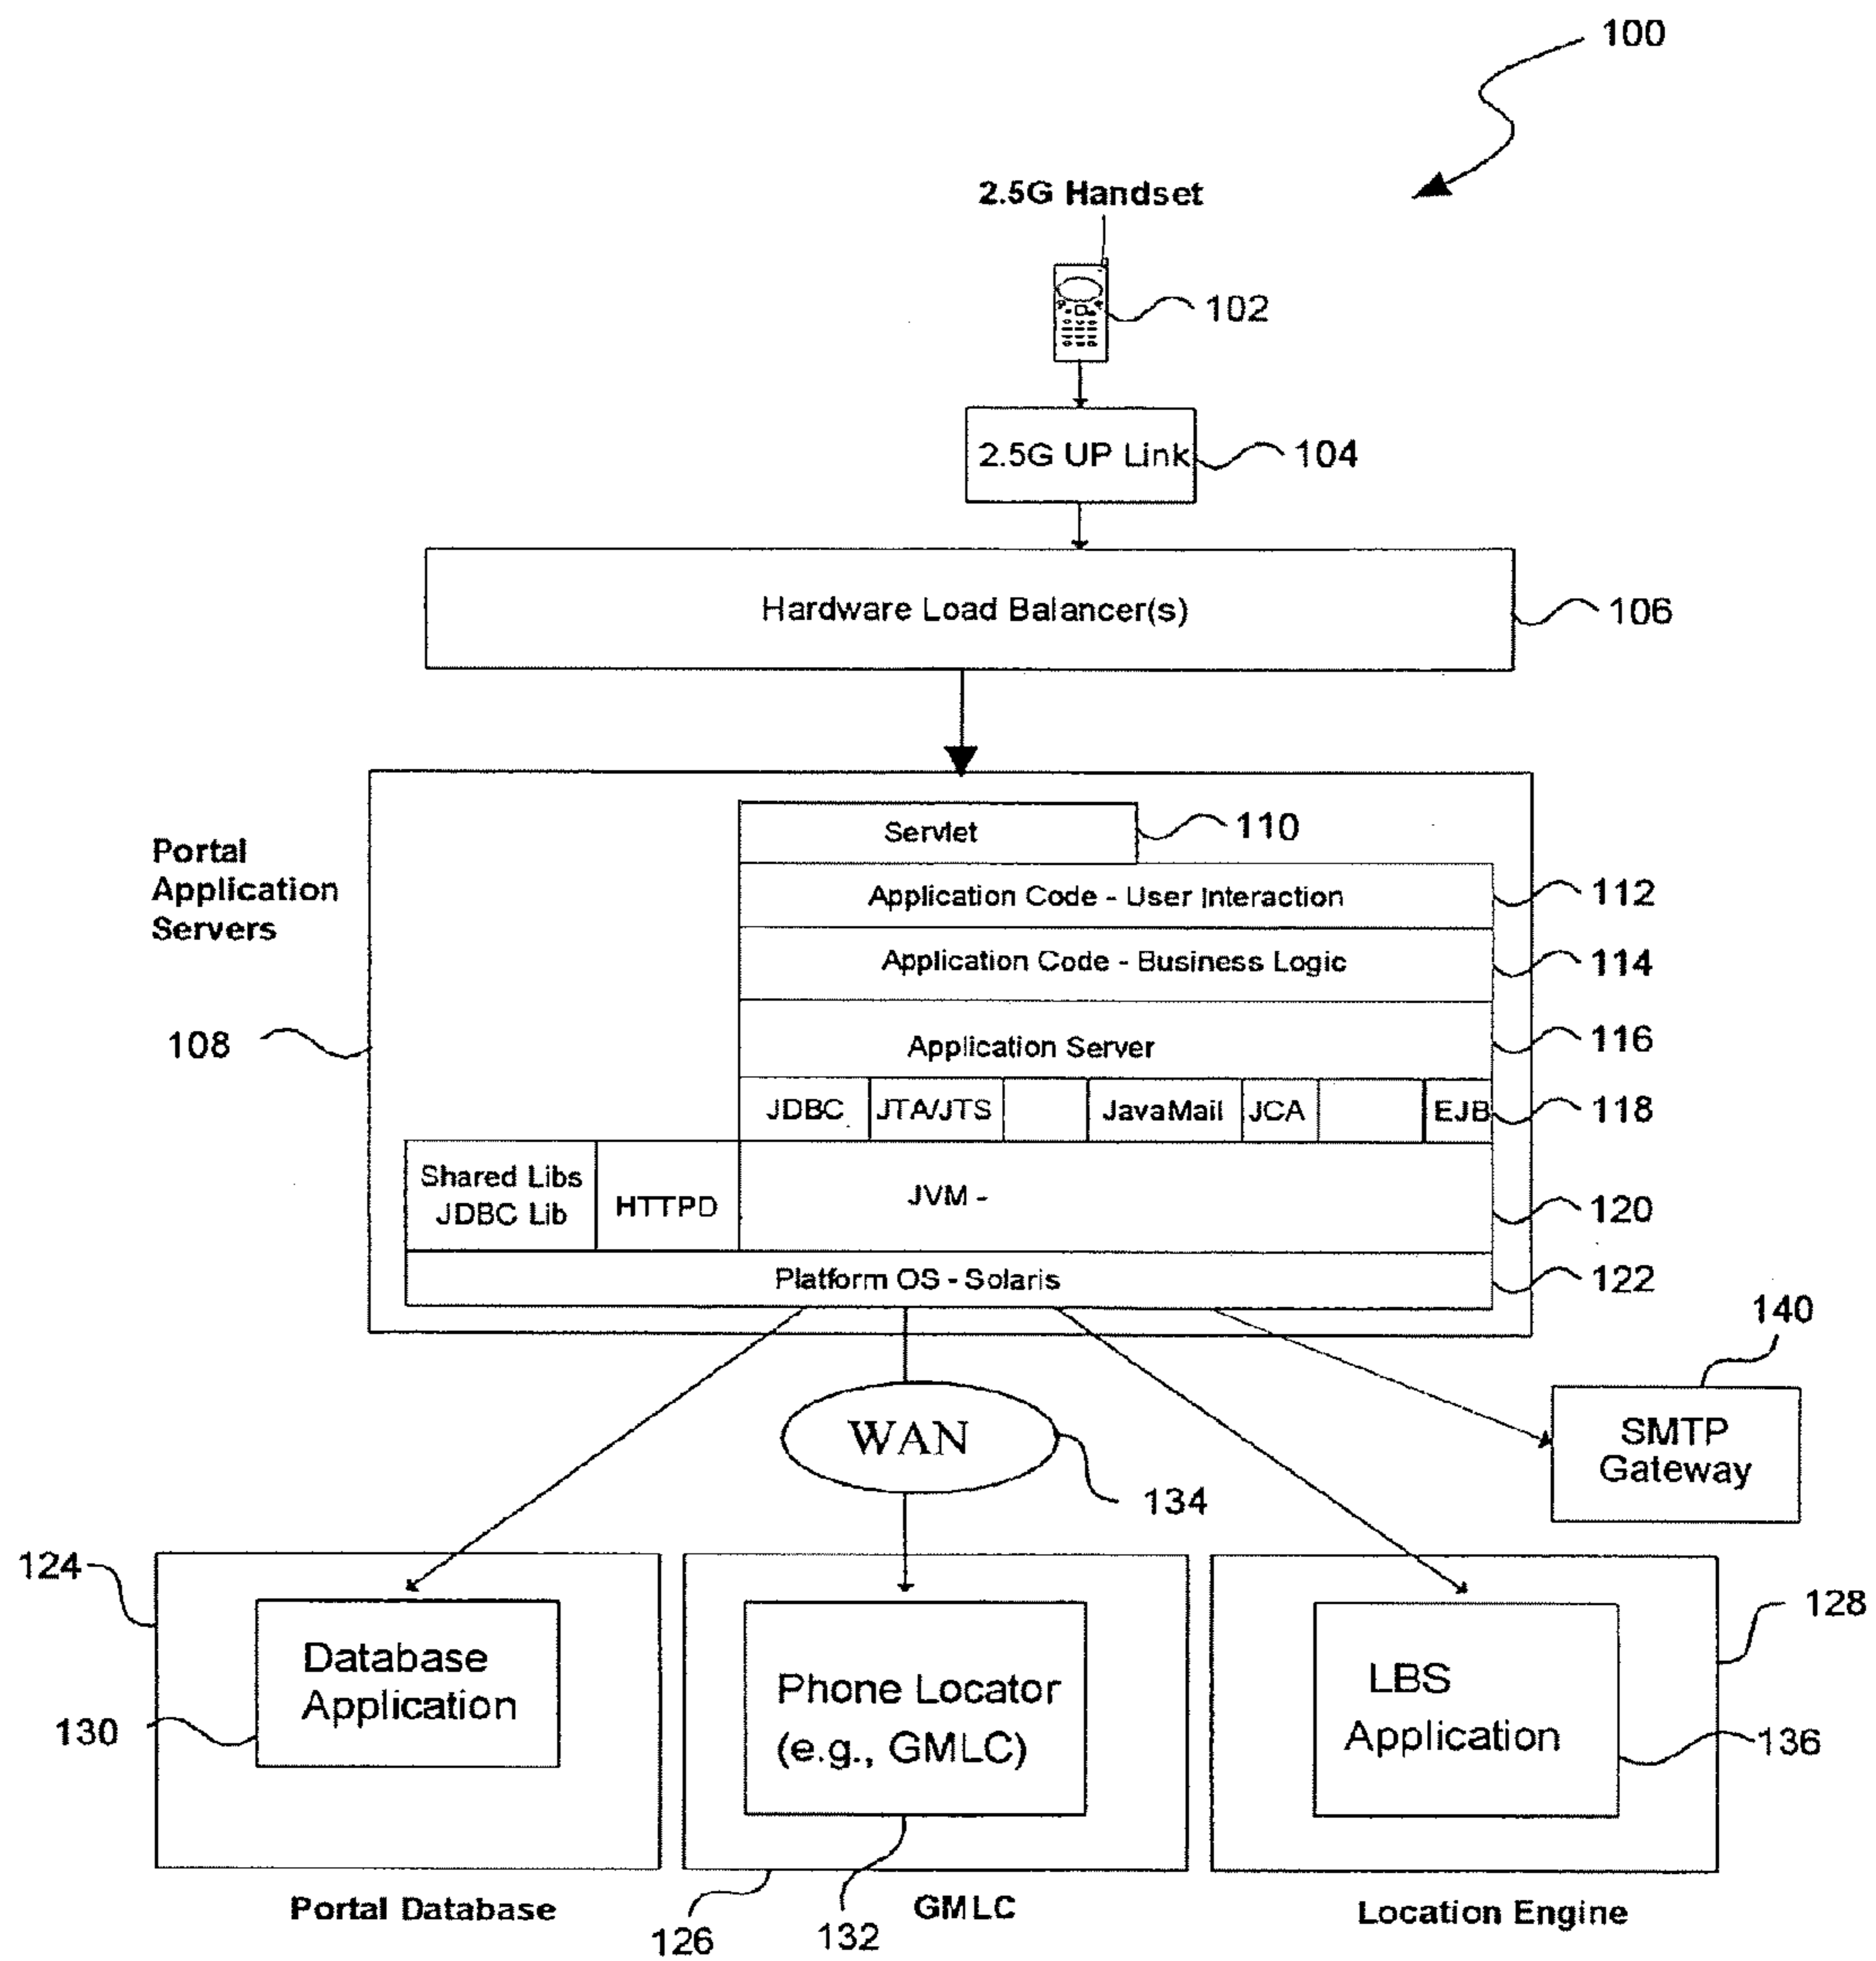 100
2.5G Handset
102
2.5G UP Link
104
Hardware Load Balancer(s)
106
Portal
Application
Servers
108
Servlet
110
Application Code - User Interaction
112
Application Code - Business Logic
114
Application Server
116
JDBC
JTA/JTS
JavaMail
JCA
EJB
118
Shared Libs
JDBC Lib
HTTPD
JVM -
120
Platform OS - Solaris
122
140
SMTP
Gateway
WAN
134
124
Database
Application
130
Phone Locator
(e.g., GMLC)
LBS
Application
128
136
Portal Database
126
132
GMLC
Location Engine